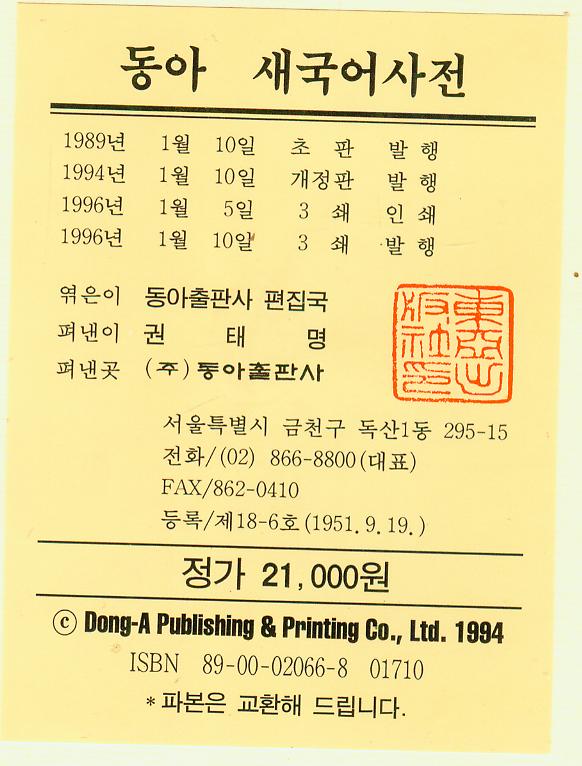 동아 새국어사전
1989년 1월 10일 초 판 발 행
1994년 1월 10일 개정판 발 행
1996년 1월 5일 3 쇄 인 쇄
1996년 1월 10일 3 쇄 발 행
엮은이 동아출판사 편집국
펴낸이 권 태 명
펴낸곳 (주)동아출판사
東亞出版社印
서울특별시 금천구 독산1동 295-15
전화/(02) 866-8800(대표)
FAX/862-0410
등록/제18-6호(1951.9.19.)
정가 21,000원
ⓒ Dong-A Publishing & Printing Co., Ltd. 1994
ISBN 89-00-02066-8 01710
*파본은 교환해 드립니다.